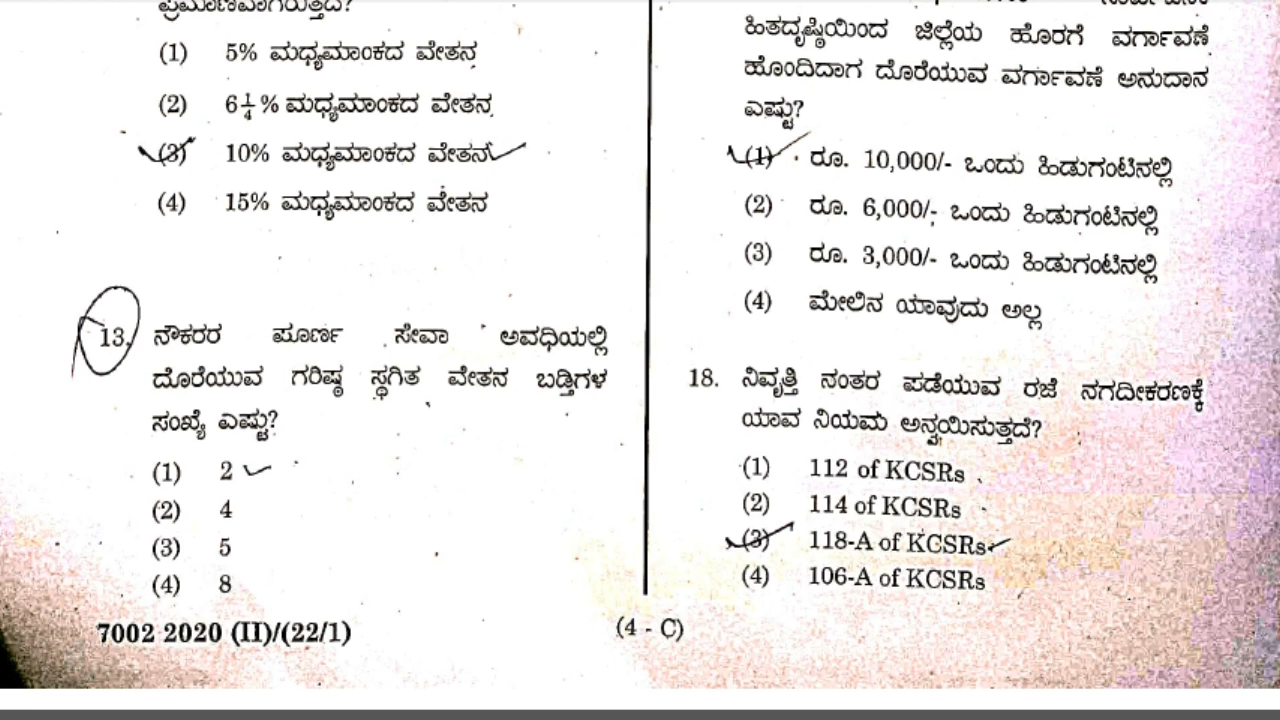 ಪ್ರಮಾಣವಾಗಿರುತ್ತದೆ?
(1) 5% ಮಧ್ಯಮಾಂಕದ ವೇತನ
(2) 6¼% ಮಧ್ಯಮಾಂಕದ ವೇತನ
(3) 10% ಮಧ್ಯಮಾಂಕದ ವೇತನ
(4) 15% ಮಧ್ಯಮಾಂಕದ ವೇತನ
13. ನೌಕರರ ಪೂರ್ಣ ಸೇವಾ ಅವಧಿಯಲ್ಲಿ
ದೊರೆಯುವ ಗರಿಷ್ಠ ಸ್ಥಗಿತ ವೇತನ ಬಡ್ತಿಗಳ
ಸಂಖ್ಯೆ ಎಷ್ಟು?
(1) 2
(2) 4
(3) 5
(4) 8
7002 2020 (II)/(22/1)
ಹಿತದೃಷ್ಠಿಯಿಂದ ಜಿಲ್ಲೆಯ ಹೊರಗೆ ವರ್ಗಾವಣೆ
ಹೊಂದಿದಾಗ ದೊರೆಯುವ ವರ್ಗಾವಣೆ ಅನುದಾನ
ಎಷ್ಟು?
(1) ರೂ. 10,000/- ಒಂದು ಹಿಡುಗಂಟಿನಲ್ಲಿ
(2) ರೂ. 6,000/- ಒಂದು ಹಿಡುಗಂಟಿನಲ್ಲಿ
(3) ರೂ. 3,000/- ಒಂದು ಹಿಡುಗಂಟಿನಲ್ಲಿ
(4) ಮೇಲಿನ ಯಾವುದು ಅಲ್ಲ
18. ನಿವೃತ್ತಿ ನಂತರ ಪಡೆಯುವ ರಜೆ ನಗದೀಕರಣಕ್ಕೆ
ಯಾವ ನಿಯಮ ಅನ್ವಯಿಸುತ್ತದೆ?
(1) 112 of KCSRs
(2) 114 of KCSRs
(3) 118-A of KCSRs
(4) 106-A of KCSRs
(4 - C)